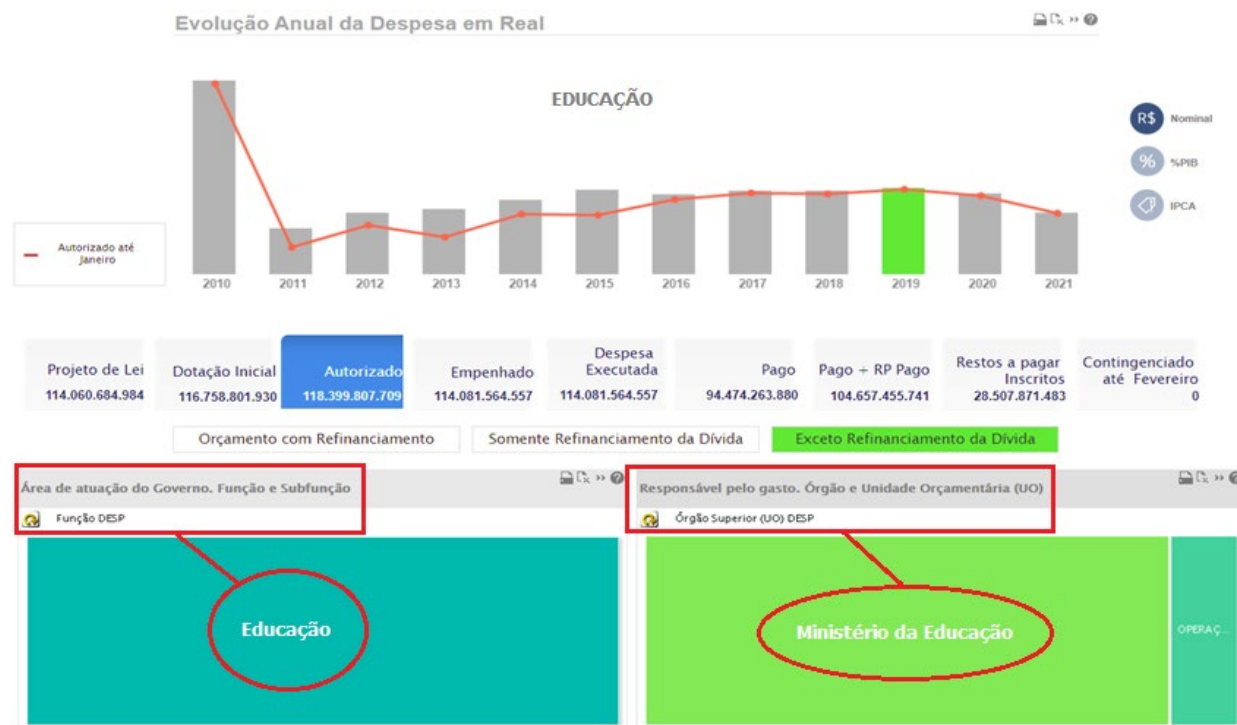 Evolução Anual da Despesa em Real
EDUCAÇÃO
R$ Nominal
% %PIB
IPCA
Autorizado até
Janeiro
2010 2011 2012 2013 2014 2015 2016 2017 2018 2019 2020 2021
Projeto de Lei
114.060.684.984
Dotação Inicial
116.758.801.930
Autorizado
118.399.807.709
Empenhado
114.081.564.557
Despesa
Executada
114.081.564.557
Pago
94.474.263.880
Pago + RP Pago
104.657.455.741
Restos a pagar
Inscritos
28.507.871.483
Contingenciado
até Fevereiro
0
Orçamento com Refinanciamento
Somente Refinanciamento da Dívida
Exceto Refinanciamento da Dívida
Área de atuação do Governo. Função e Subfunção
Função DESP
Educação
Responsável pelo gasto. Órgão e Unidade Orçamentária (UO)
Órgão Superior (UO) DESP
Ministério da Educação
OPERAÇ...